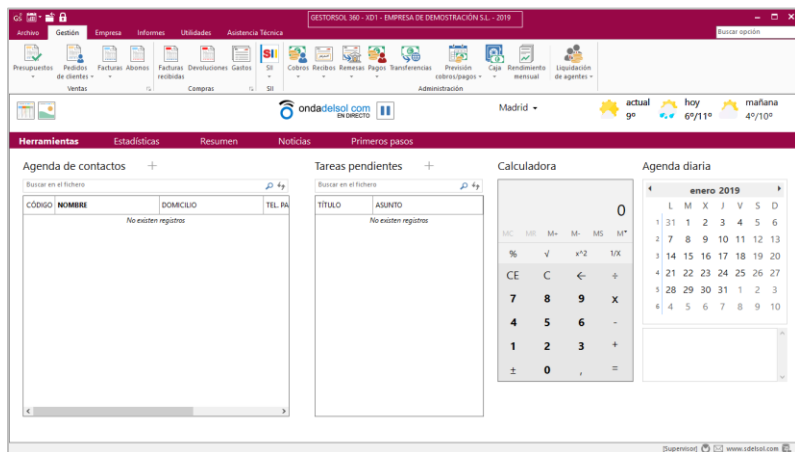 GESTORSOL 360 - XD1 - EMPRESA DE DEMOSTRACIÓN S.L. - 2019
Archivo Gestión Empresa Informes Utilidades Asistencia Técnica Buscar opción
Presupuestos Pedidos de clientes Facturas Abonos Facturas recibidas Devoluciones Gastos SII SII Cobros Recibos Remesas Pagos Transferencias Previsión cobros/pagos Caja Rendimiento mensual Liquidación de agentes
Ventas Compras SII Administración
ondadelsol com
EN DIRECTO
Madrid
actual hoy mañana
9º 6º/11º 4º/10º
Herramientas Estadísticas Resumen Noticias Primeros pasos
Agenda de contactos + Tareas pendientes + Calculadora Agenda diaria
Buscar en el fichero Buscar en el fichero
CÓDIGO NOMBRE DOMICILIO TEL. PA TÍTULO ASUNTO
No existen registros No existen registros
0
MC MR M+ M- MS
% √ x^2 1/X
CE C ← ÷
7 8 9 X
4 5 6 -
1 2 3 +
± 0 , =
enero 2019
L M X J V S D
1 31 1 2 3 4 5 6
2 7 8 9 10 11 12 13
3 14 15 16 17 18 19 20
4 21 22 23 24 25 26 27
5 28 29 30 31 1 2 3
6 4 5 6 7 8 9 10
[Supervisor] www.sdelsol.com